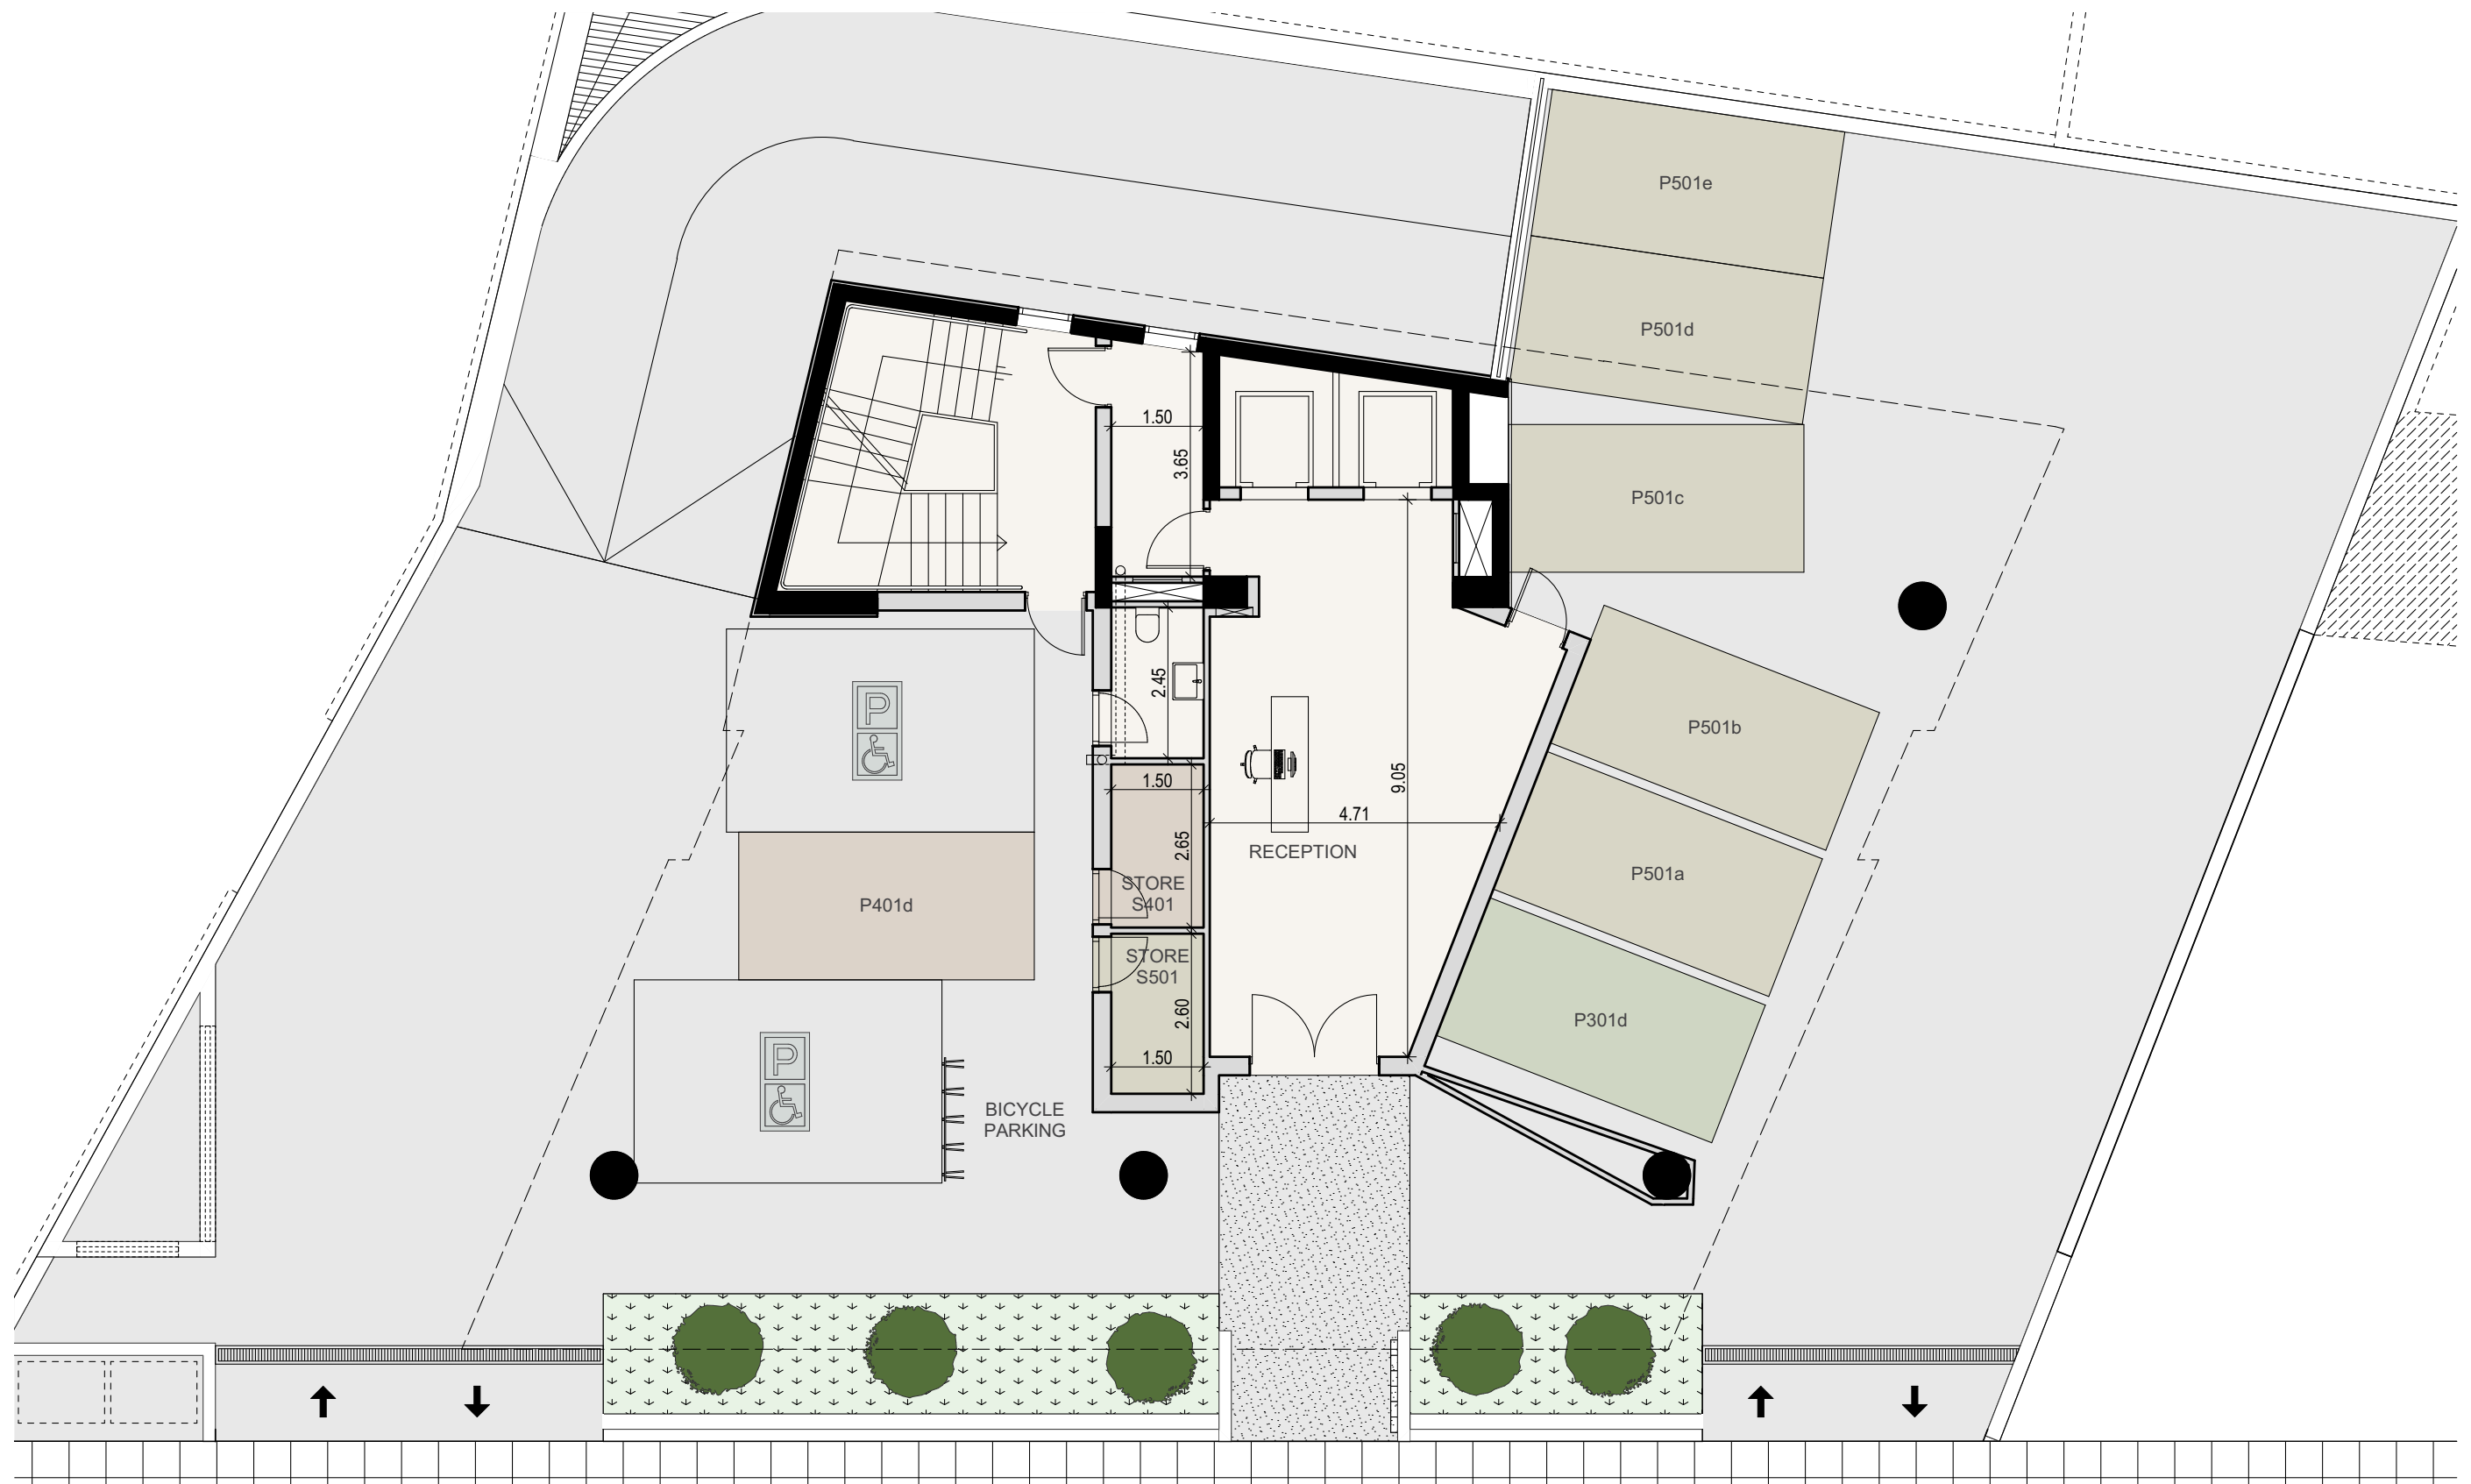 P501e
P501d
1.50
3.65
P501c
P
2.45
P501b
1.50
9.05
4.71
2.65
RECEPTION
P501a
STORE
S401
P401d
STORE
S501
2.60
P301d
P
1.50
BICYCLE
PARKING